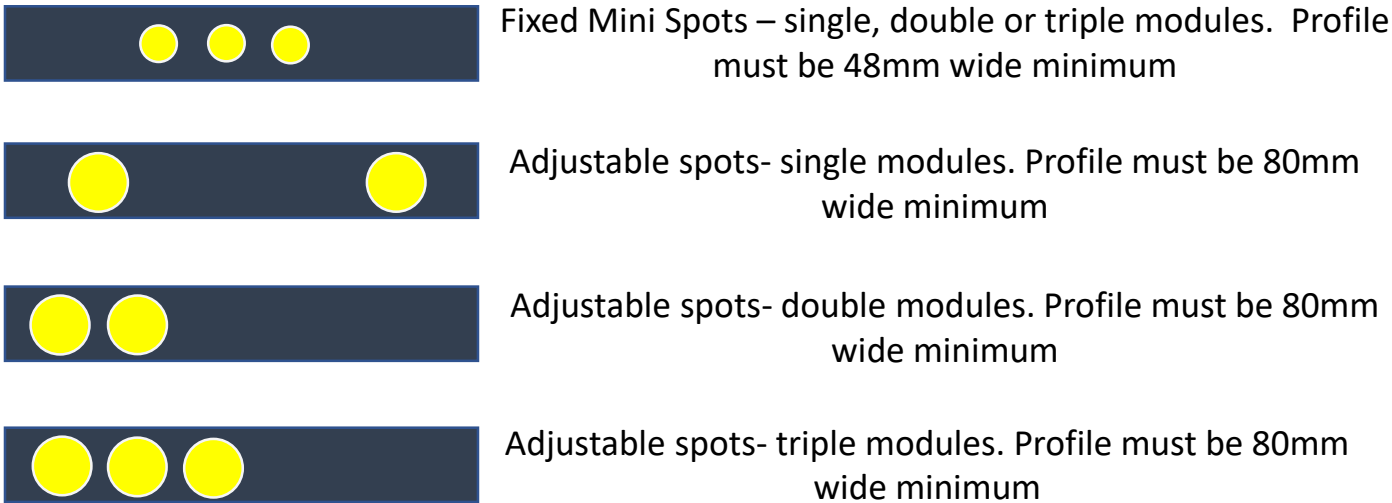 Fixed Mini Spots – single, double or triple modules.  Profile
must be 48mm wide minimum
Adjustable spots- single modules. Profile must be 80mm
wide minimum
Adjustable spots- double modules. Profile must be 80mm
wide minimum
Adjustable spots- triple modules. Profile must be 80mm
wide minimum